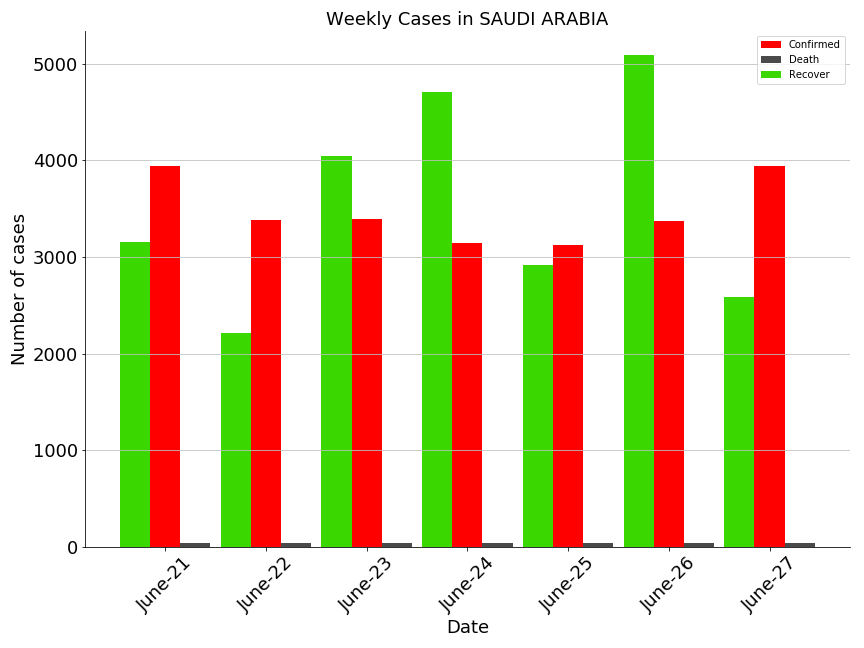 Weekly Cases in SAUDI ARABIA
Confirmed
Death
Recover
Number of cases
5000
4000
3000
2000
1000
0
June-21
June-22
June-23
June-24
June-25
June-26
June-27
Date